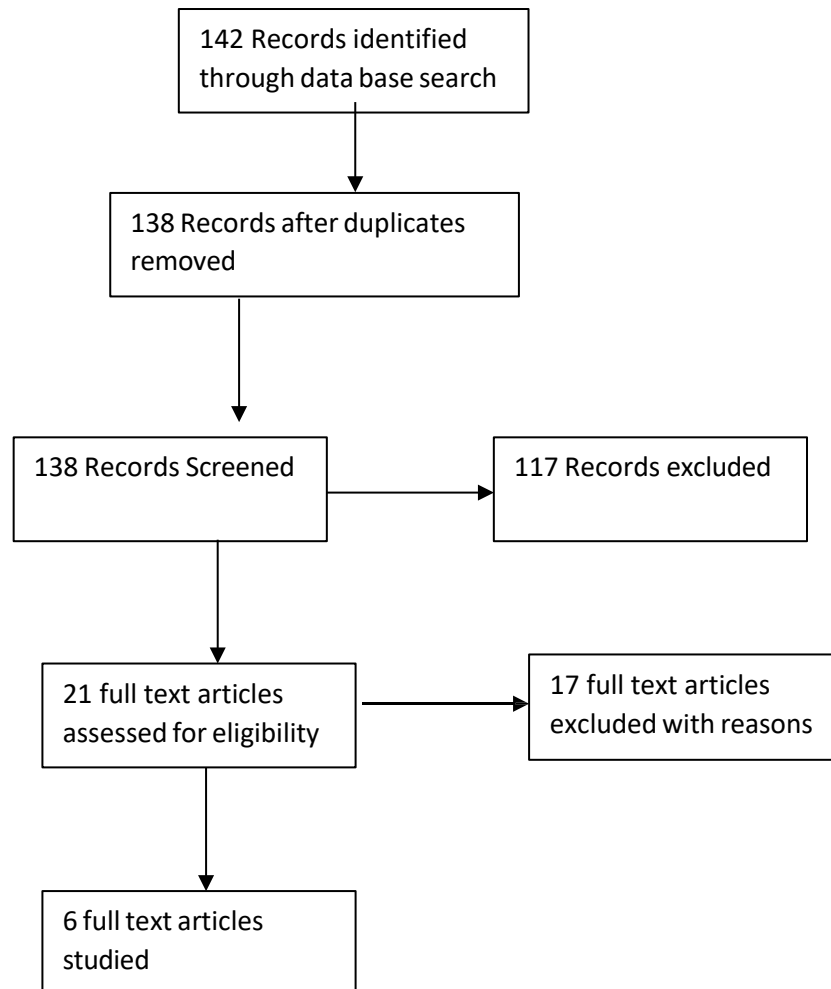 142 Records identified
through data base search
138 Records after duplicates
removed
138 Records Screened
117 Records excluded
21 full text articles
assessed for eligibility
17 full text articles
excluded with reasons
6 full text articles
studied